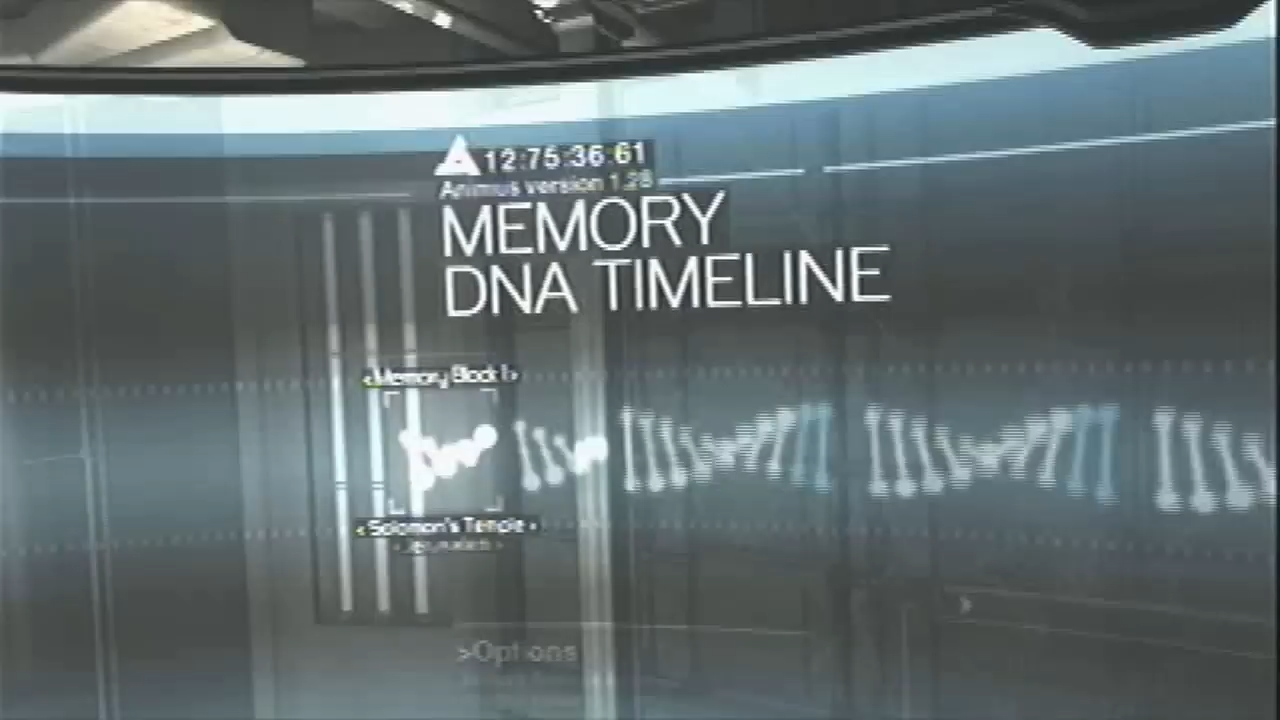 12:75:36:61
Animus version 1.28
MEMORY
DNA TIMELINE
<Memory Block 1>
<Solomon's Temple>
>Options